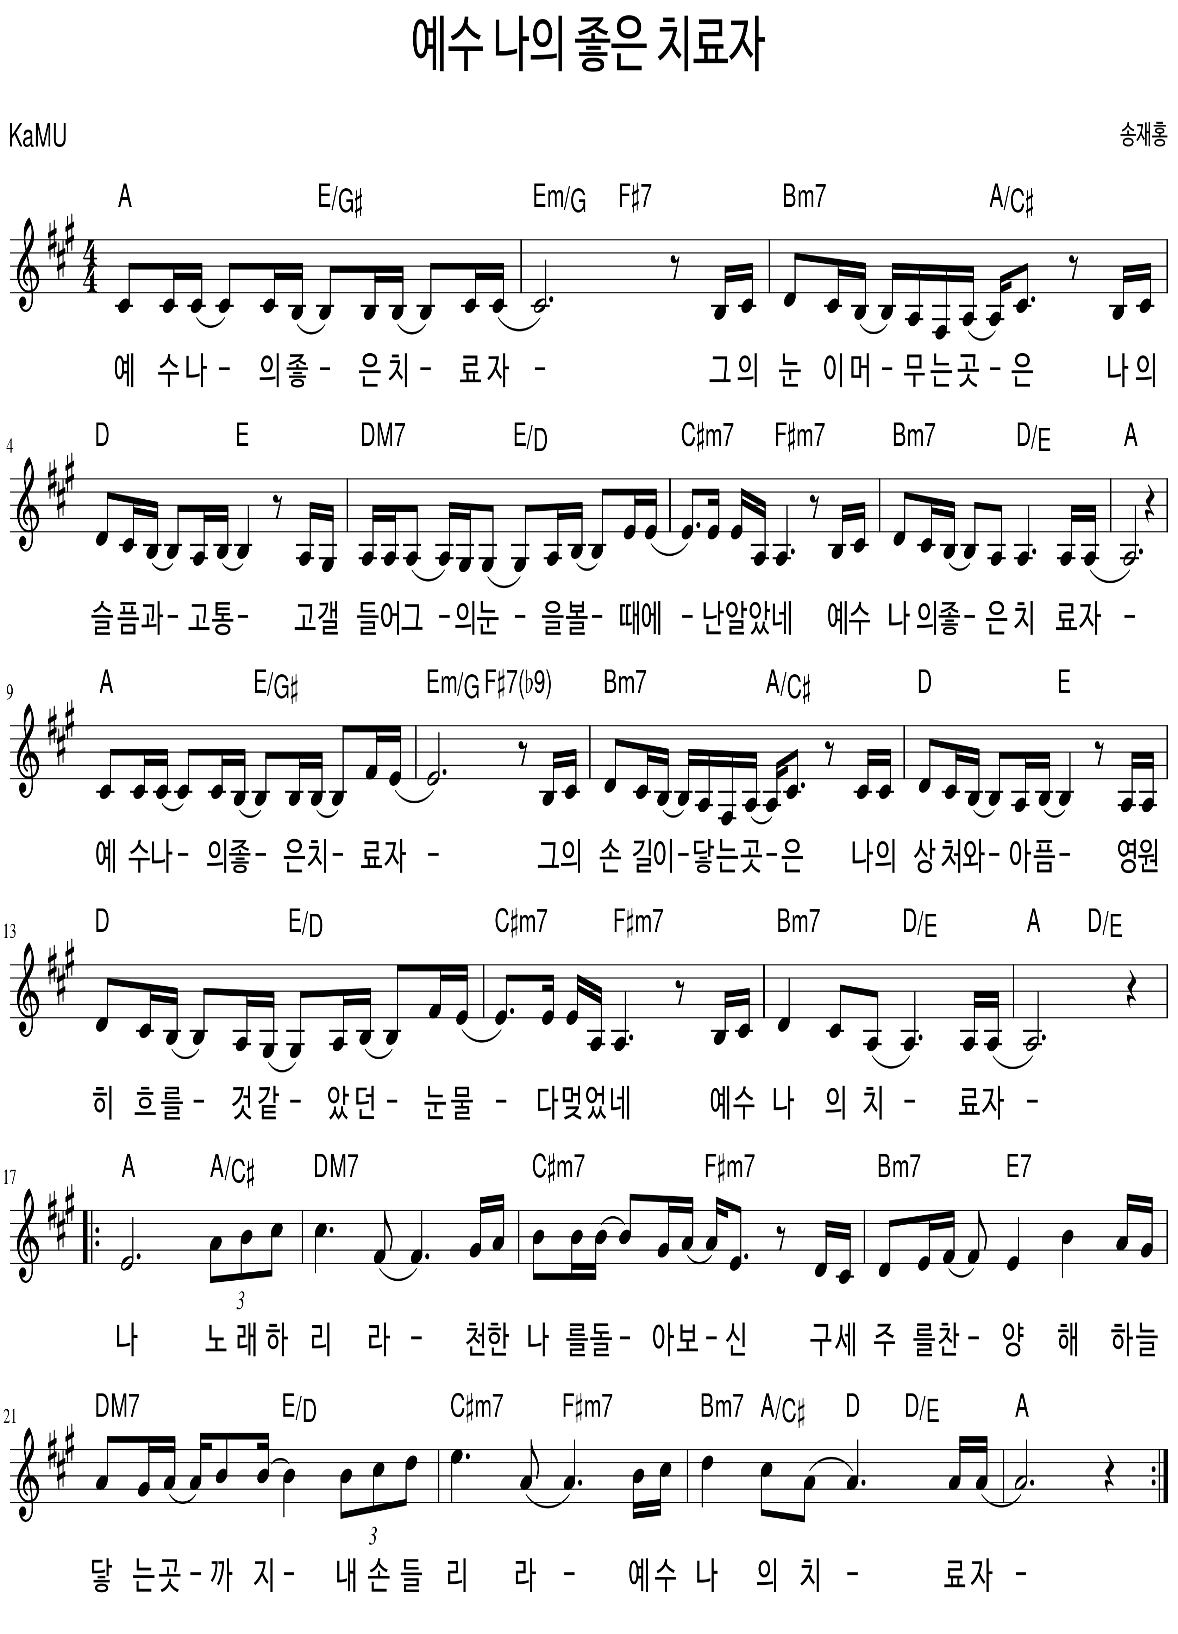 예수 나의 좋은 치료자
KaMU 송재홍
A E/G♯ Em/G F♯7 Bm7 A/C♯
4 4
예 수나- 의좋- 은치- 료자- 그의 눈 이머-무는곳-은 나의
4 D E DM7 E/D C♯m7 F♯m7 Bm7 D/E A
슬픔과-고통- 고갤 들어그-의눈-을볼-때에-난알았네 예수 나의좋-은치 료자-
9 A E/G♯ Em/G F♯7(♭9) Bm7 A/C♯ D E
예 수나- 의좋-은치- 료자- 그의 손 길이-닿는곳-은 나의 상처와-아픔- 영원
13 D E/D C♯m7 F♯m7 Bm7 D/E A D/E
히 흐를- 것같- 았던- 눈물- 다멎었네 예수 나 의치- 료자-
17 A A/C♯ DM7 C♯m7 F♯m7 Bm7 E7
3
나 노래하 리 라- 천한 나 를돌-아보-신 구세 주 를찬- 양 해 하늘
21 DM7 E/D C♯m7 F♯m7 Bm7 A/C♯ D D/E A
3
닿 는곳-까 지- 내손들 리 라- 예수 나 의치- 료자-